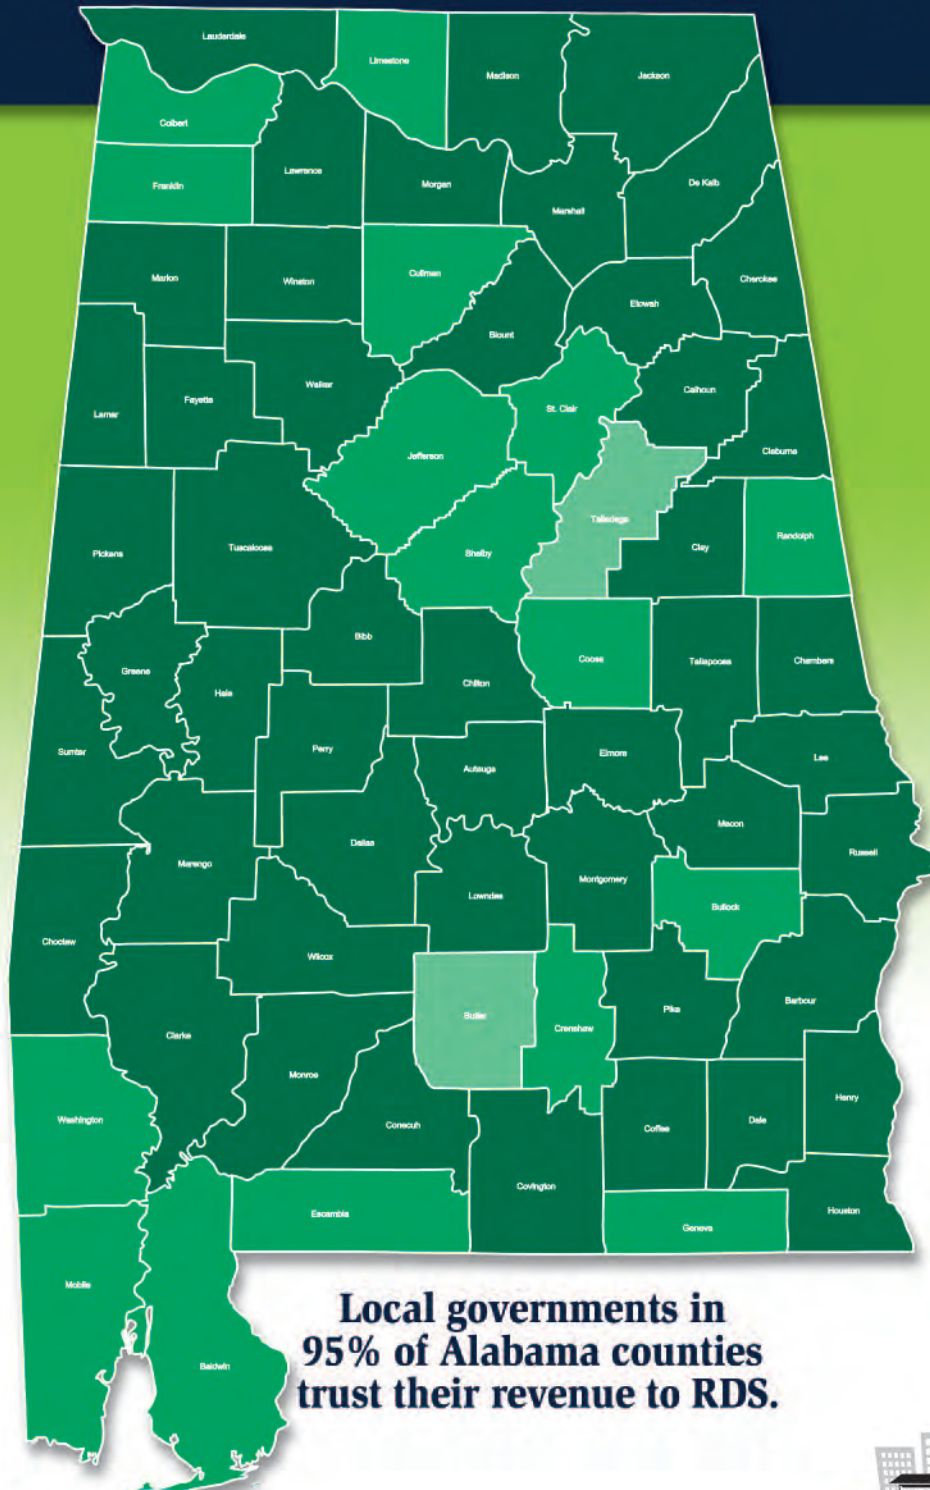 Lauderdale
Limestone
Madison
Jackson
Colbert
Lawrence
Franklin
Morgan
De Kalb
Marshall
Marion
Winston
Cullman
Cherokee
Etowah
Blount
Walker
Calhoun
Fayette
St. Clair
Lamar
Jefferson
Cleburne
Talladega
Randolph
Pickens
Tuscaloosa
Shelby
Clay
Bibb
Greene
Coosa
Tallapoosa
Chambers
Hale
Chilton
Sumter
Perry
Autauga
Elmore
Lee
Macon
Dallas
Russell
Marengo
Montgomery
Lowndes
Bullock
Choctaw
Wilcox
Barbour
Butler
Pike
Clarke
Crenshaw
Monroe
Henry
Washington
Conecuh
Coffee
Dale
Covington
Escambia
Houston
Geneva
Mobile
Baldwin
Local governments in
95% of Alabama counties
trust their revenue to RDS.